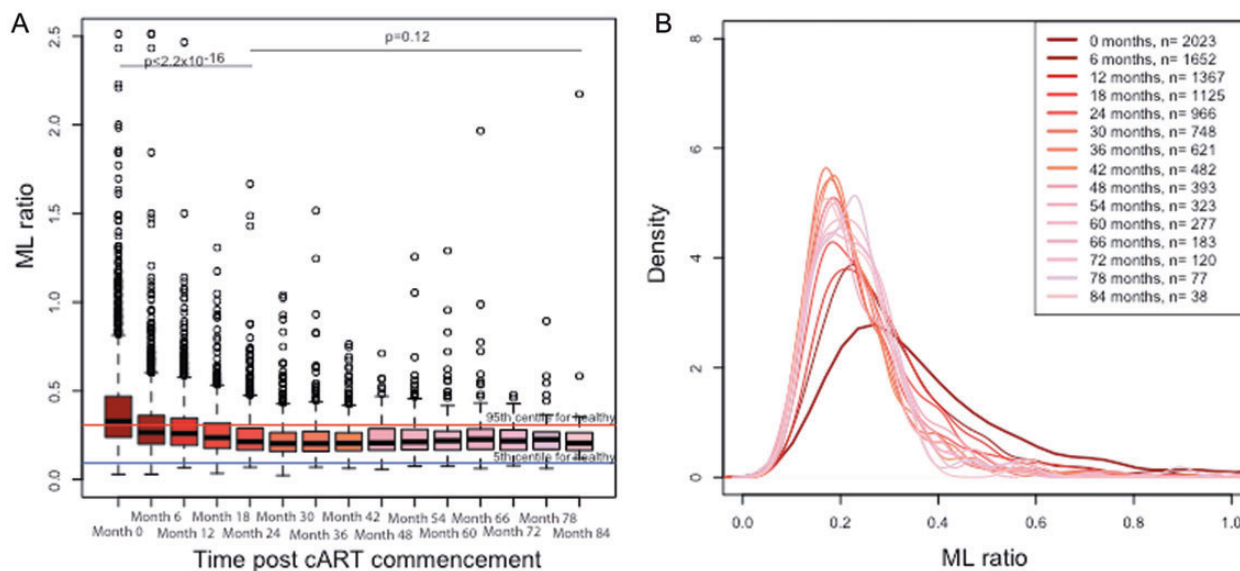 A
ML ratio
2.5
2.0
1.5
1.0
0.5
0.0
p<2.2x10-16
p=0.12
95th centile for healthy
5th centile for healthy
Month 6 Month 18 Month 30 Month 42 Month 54 Month 66 Month 78
Month 0 Month 12 Month 24 Month 36 Month 48 Month 60 Month 72 Month 84
Time post cART commencement
B
Density
8
6
4
2
0
0 months, n= 2023
6 months, n= 1652
12 months, n= 1367
18 months, n= 1125
24 months, n= 966
30 months, n= 748
36 months, n= 621
42 months, n= 482
48 months, n= 393
54 months, n= 323
60 months, n= 277
66 months, n= 183
72 months, n= 120
78 months, n= 77
84 months, n= 38
0.0 0.2 0.4 0.6 0.8 1.0
ML ratio